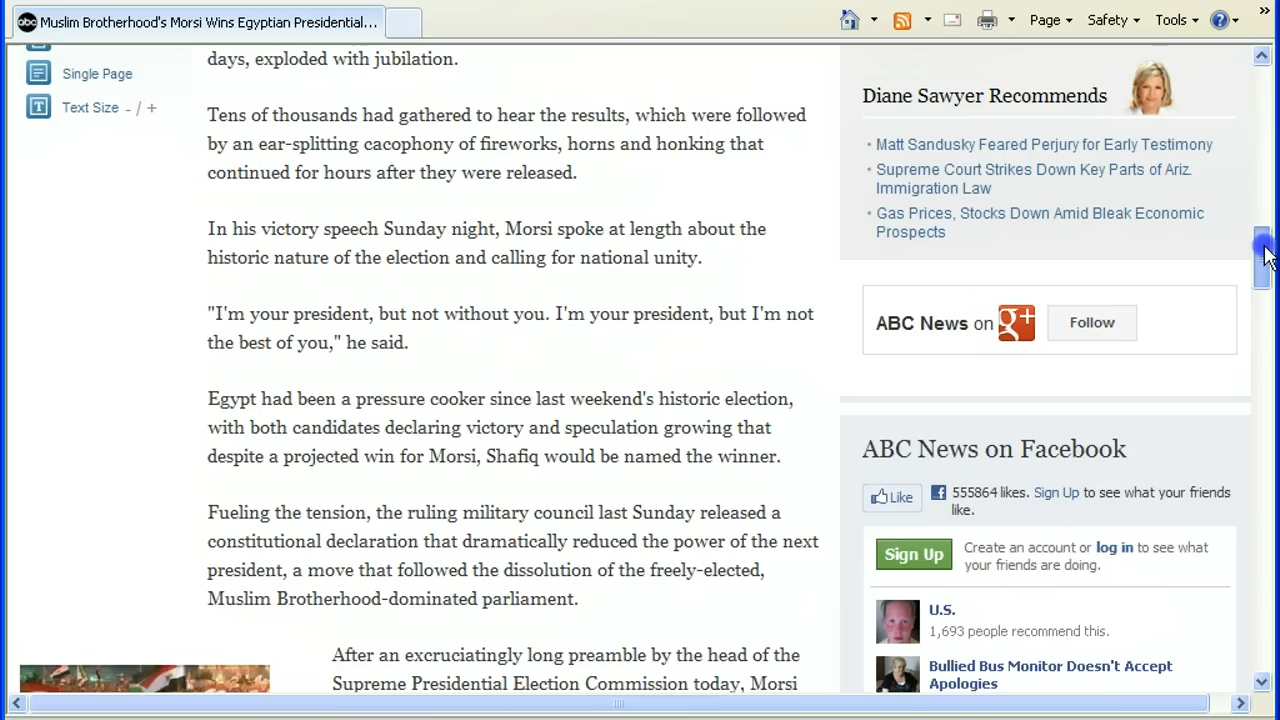 abc Muslim Brotherhood's Morsi Wins Egyptian Presidential...
Page Safety Tools
Single Page
Text Size - / +
days, exploded with jubilation.
Tens of thousands had gathered to hear the results, which were followed
by an ear-splitting cacophony of fireworks, horns and honking that
continued for hours after they were released.
In his victory speech Sunday night, Morsi spoke at length about the
historic nature of the election and calling for national unity.
"I'm your president, but not without you. I'm your president, but I'm not
the best of you," he said.
Egypt had been a pressure cooker since last weekend's historic election,
with both candidates declaring victory and speculation growing that
despite a projected win for Morsi, Shafiq would be named the winner.
Fueling the tension, the ruling military council last Sunday released a
constitutional declaration that dramatically reduced the power of the next
president, a move that followed the dissolution of the freely-elected,
Muslim Brotherhood-dominated parliament.
After an excruciatingly long preamble by the head of the
Supreme Presidential Election Commission today, Morsi
Diane Sawyer Recommends
• Matt Sandusky Feared Perjury for Early Testimony
• Supreme Court Strikes Down Key Parts of Ariz.
Immigration Law
• Gas Prices, Stocks Down Amid Bleak Economic
Prospects
ABC News on g+ Follow
ABC News on Facebook
Like f 555864 likes. Sign Up to see what your friends
like.
Sign Up Create an account or log in to see what
your friends are doing.
U.S.
1,693 people recommend this.
Bullied Bus Monitor Doesn't Accept
Apologies